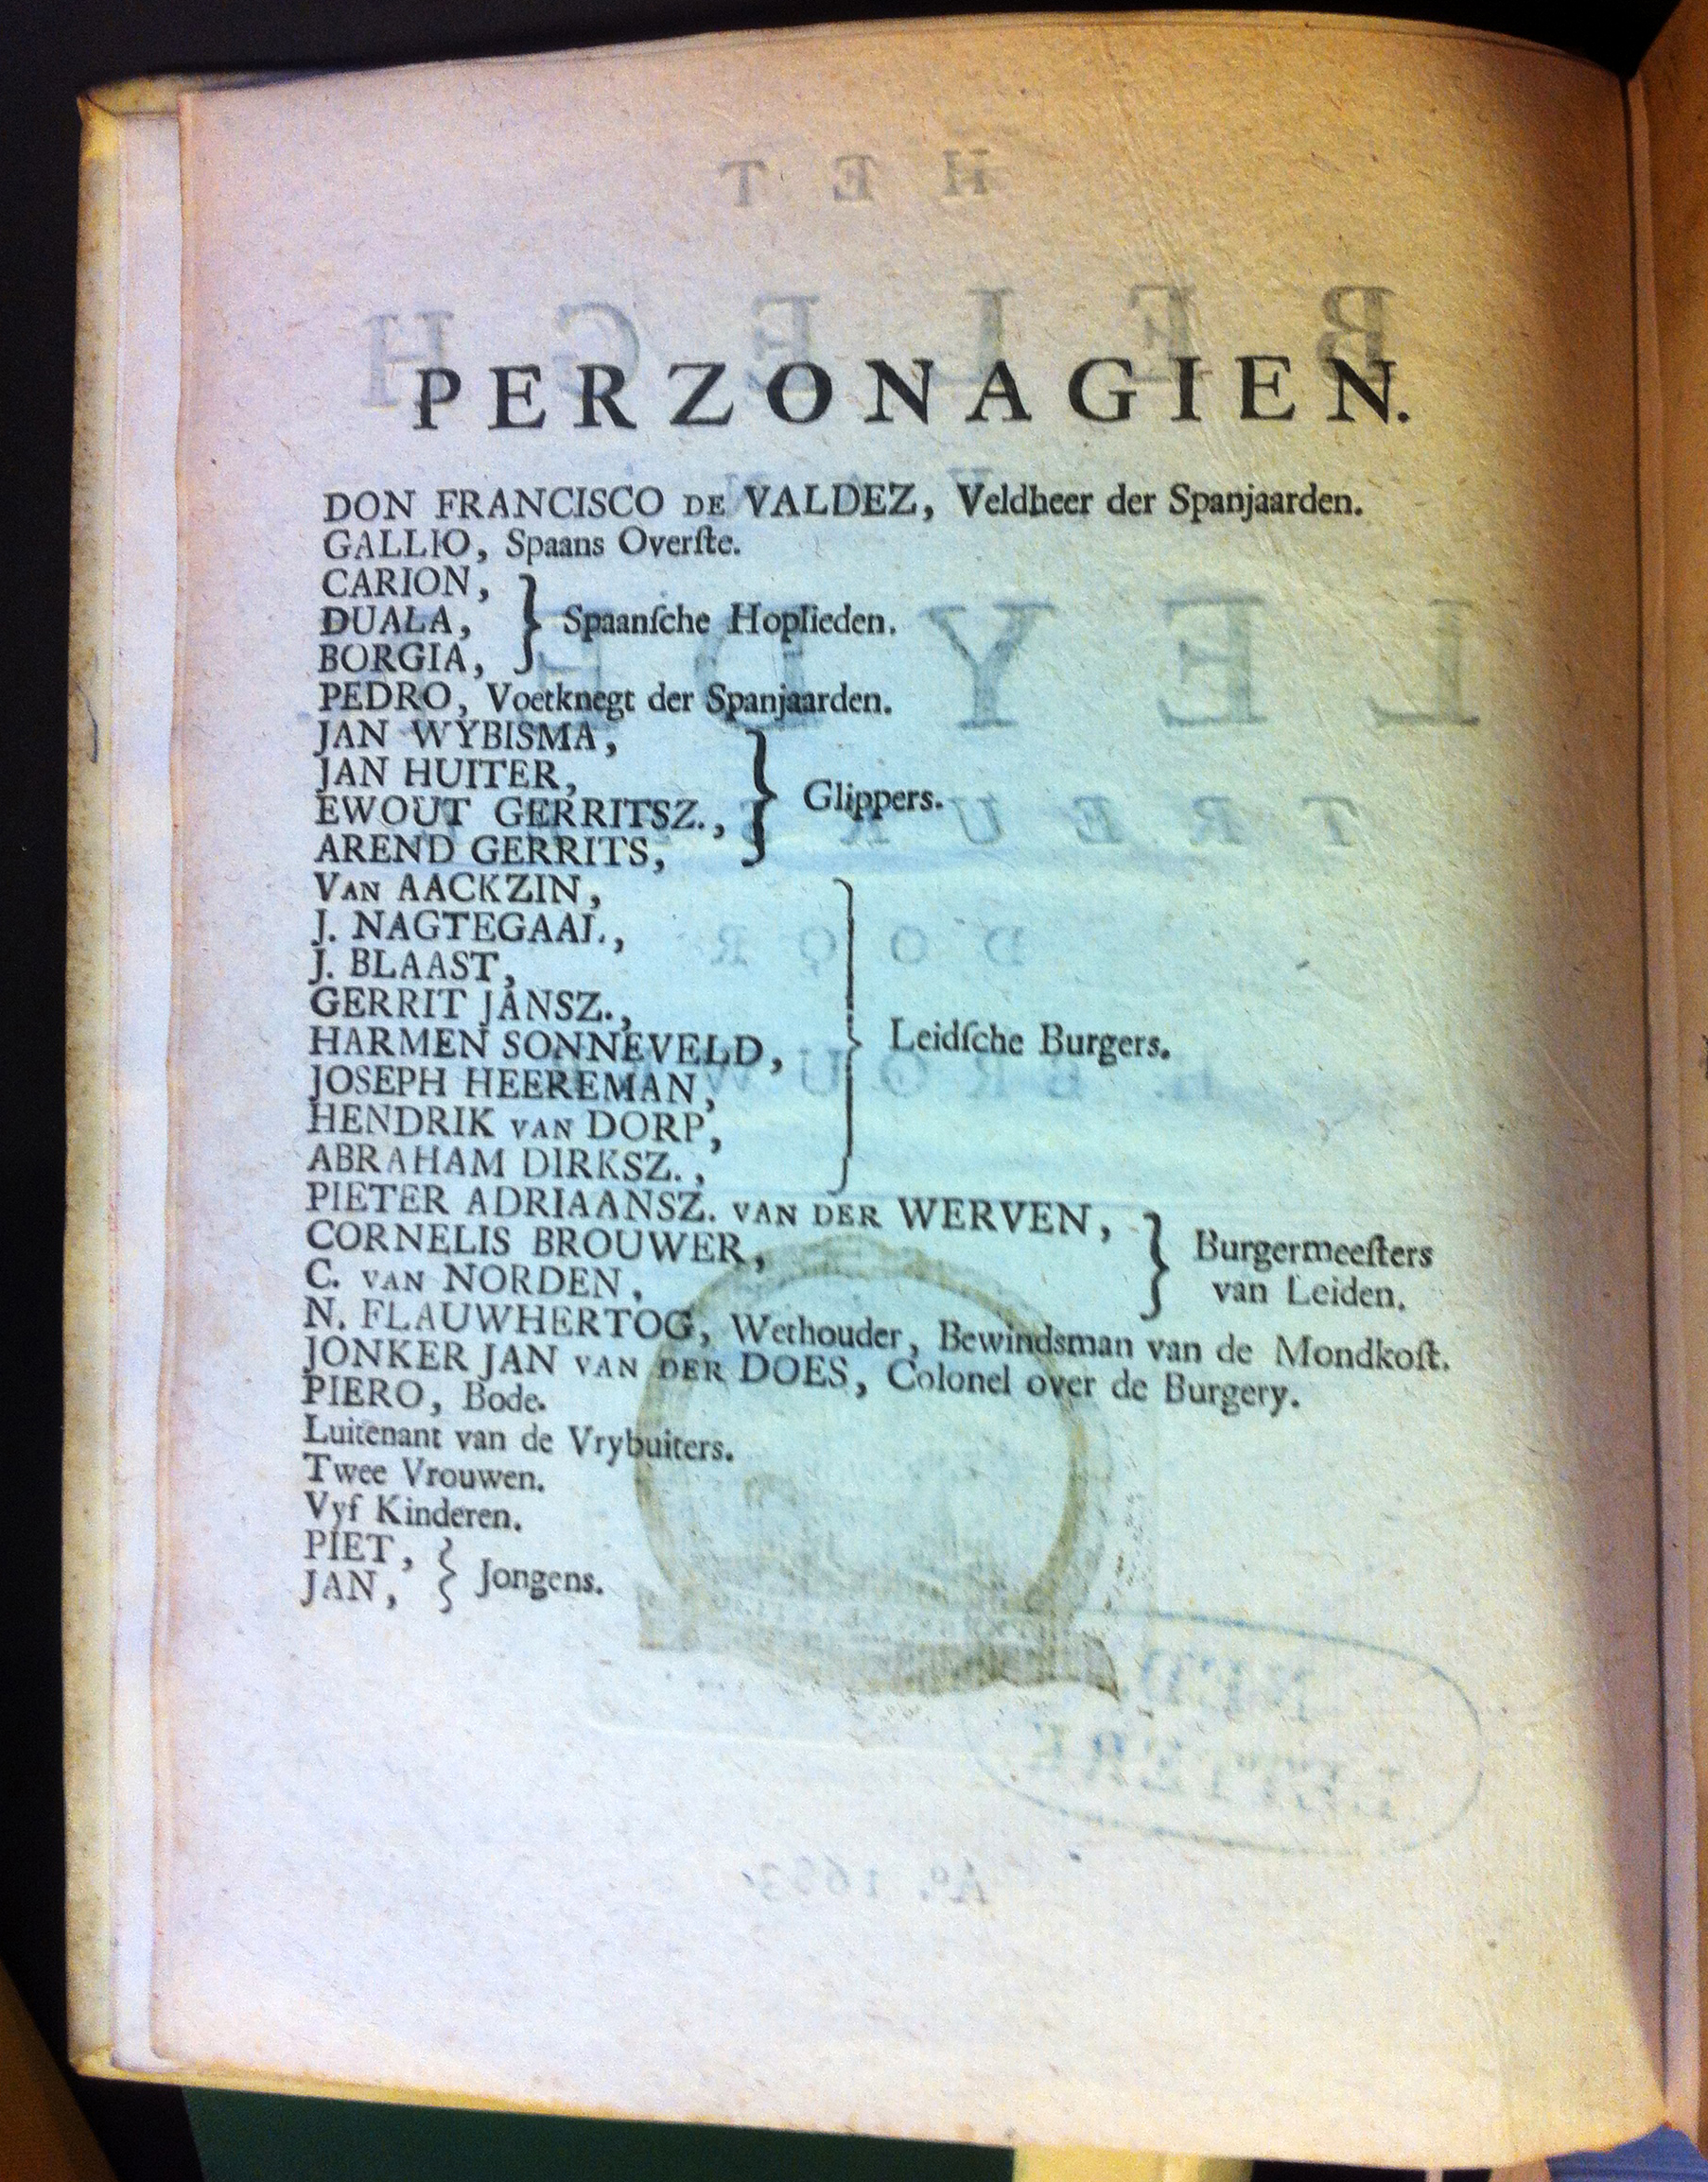 PERZONAGIEN.
DON FRANCISCO DE VALDEZ, Veldheer der Spanjaarden.
GALLIO, Spaans Overſte.
CARION,
DUALA,
BORGIA,
} Spaanſche Hoplieden.
PEDRO, Voetknegt der Spanjaarden.
JAN WYBISMA,
JAN HUITER,
EWOUT GERRITSZ.,
AREND GERRITS,
} Glippers.
VAN AACKZIN,
J. NAGTEGAAL,
J. BLAAST,
GERRIT JANSZ.,
HARMEN SONNEVELD,
JOSEPH HEEREMAN,
HENDRIK VAN DORP,
ABRAHAM DIRKSZ.,
} Leidſche Burgers.
PIETER ADRIAANSZ. VAN DER WERVEN,
CORNELIS BROUWER,
C. VAN NORDEN,
} Burgermeeſters
van Leiden.
N. FLAUWHERTOG, Wethouder, Bewindsman van de Mondkoſt.
JONKER JAN VAN DER DOES, Colonel over de Burgery.
PIERO, Bode.
Luitenant van de Vrybuiters.
Twee Vrouwen.
Vyf Kinderen.
PIET,
JAN,
} Jongens.